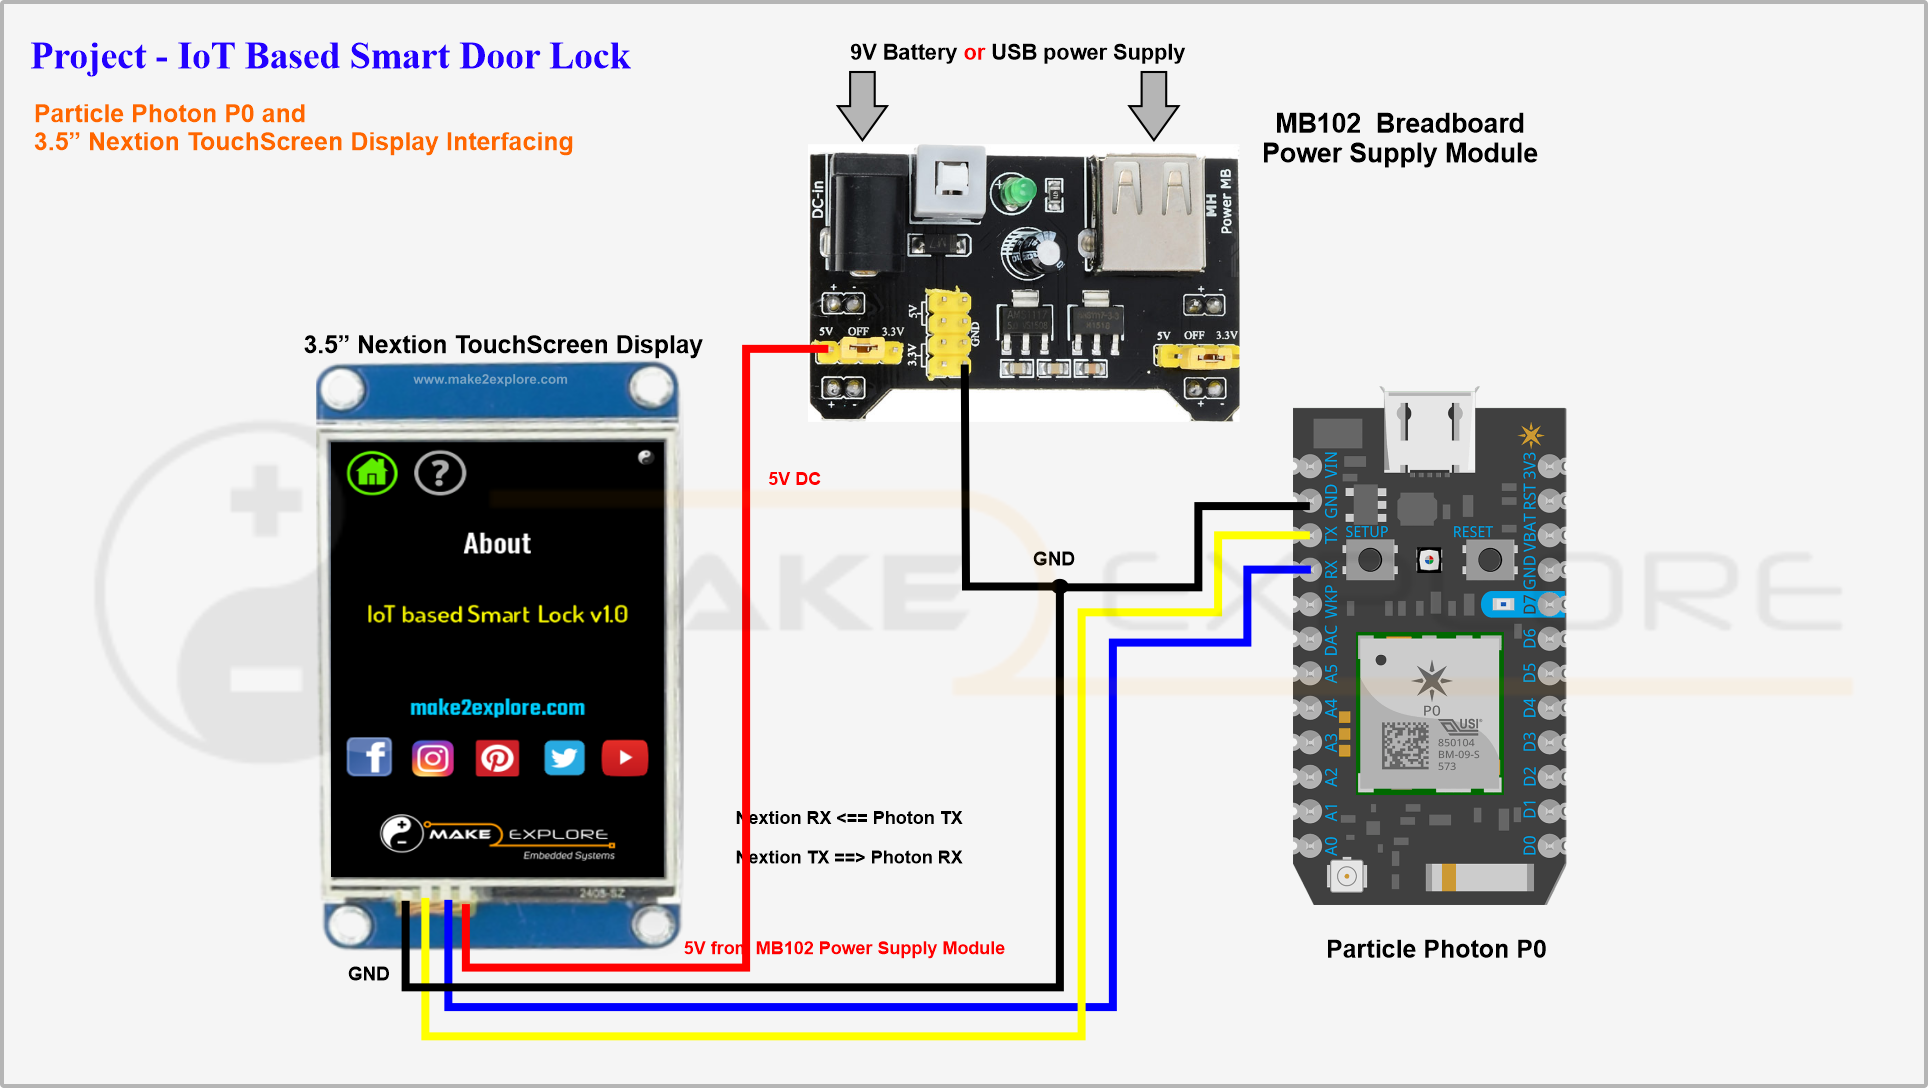 Project - IoT Based Smart Door Lock
Particle Photon P0 and
3.5” Nextion TouchScreen Display Interfacing
9V Battery or USB power Supply
MB102 Breadboard
Power Supply Module
DC-in
MH
Power MB
+ -
+ -
5V
GND
3.3V
5V OFF 3.3V
5V OFF 3.3V
+ -
+ -
3.5” Nextion TouchScreen Display
www.make2explore.com
?
About
IoT based Smart Lock v1.0
make2explore.com
MAKE EXPLORE
Embedded Systems
2408-SZ
GND
5V DC
GND
Nextion RX <== Photon TX
Nextion TX ==> Photon RX
5V from MB102 Power Supply Module
MAKE EXPLORE
VIN
GND
TX
RX
WKP
DAC
A5
A4
A3
A2
A1
A0
SETUP
RESET
3V3
RST
VBAT
GND
D7
D6
D5
D4
D3
D2
D1
D0
P0
USI
850104
BM-09-S
573
Particle Photon P0